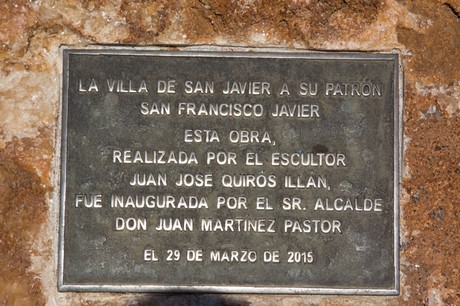 LA VILLA DE SAN JAVIER A SU PATRÓN
SAN FRANCISCO JAVIER
ESTA OBRA,
REALIZADA POR EL ESCULTOR
JUAN JOSÉ QUIRÓS ILLÁN,
FUE INAUGURADA POR EL SR. ALCALDE
DON JUAN MARTÍNEZ PASTOR
EL 29 DE MARZO DE 2015